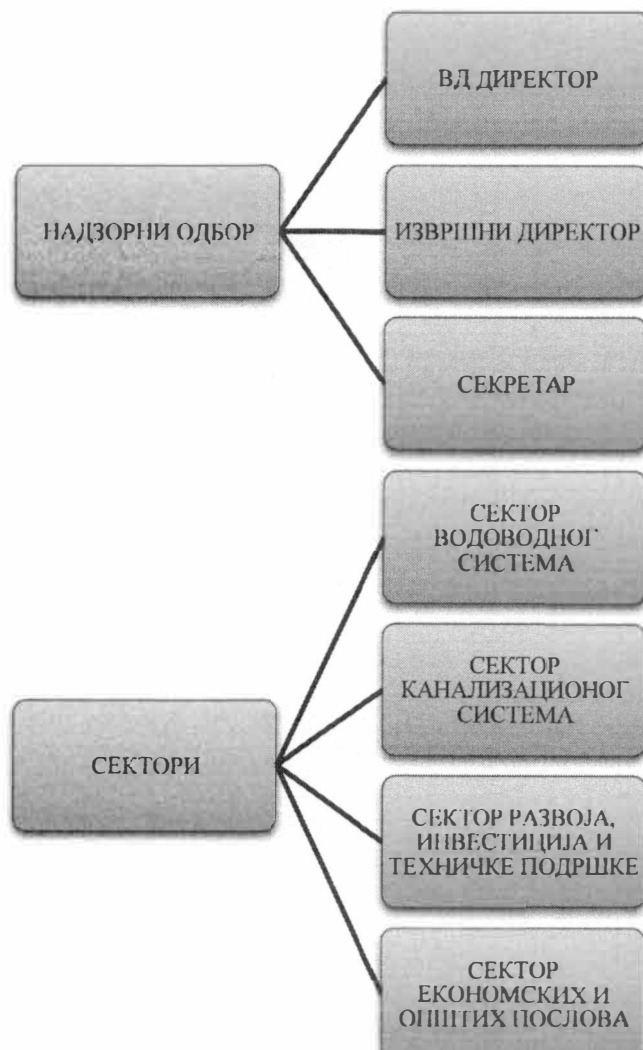 ВД ДИРЕКТОР
НАДЗОРНИ ОДБОР
ИЗВРШНИ ДИРЕКТОР
СЕКРЕТАР
СЕКТОР
ВОДОВОДНОГ
СИСТЕМА
СЕКТОР
КАНАЛИЗАЦИОНОГ
СИСТЕМА
СЕКТОРИ
СЕКТОР РАЗВОЈА,
ИНВЕСТИЦИЈА И
ТЕХНИЧКЕ ПОДРШКЕ
СЕКТОР
ЕКОНОМСКИХ И
ОПШТИХ ПОСЛОВА